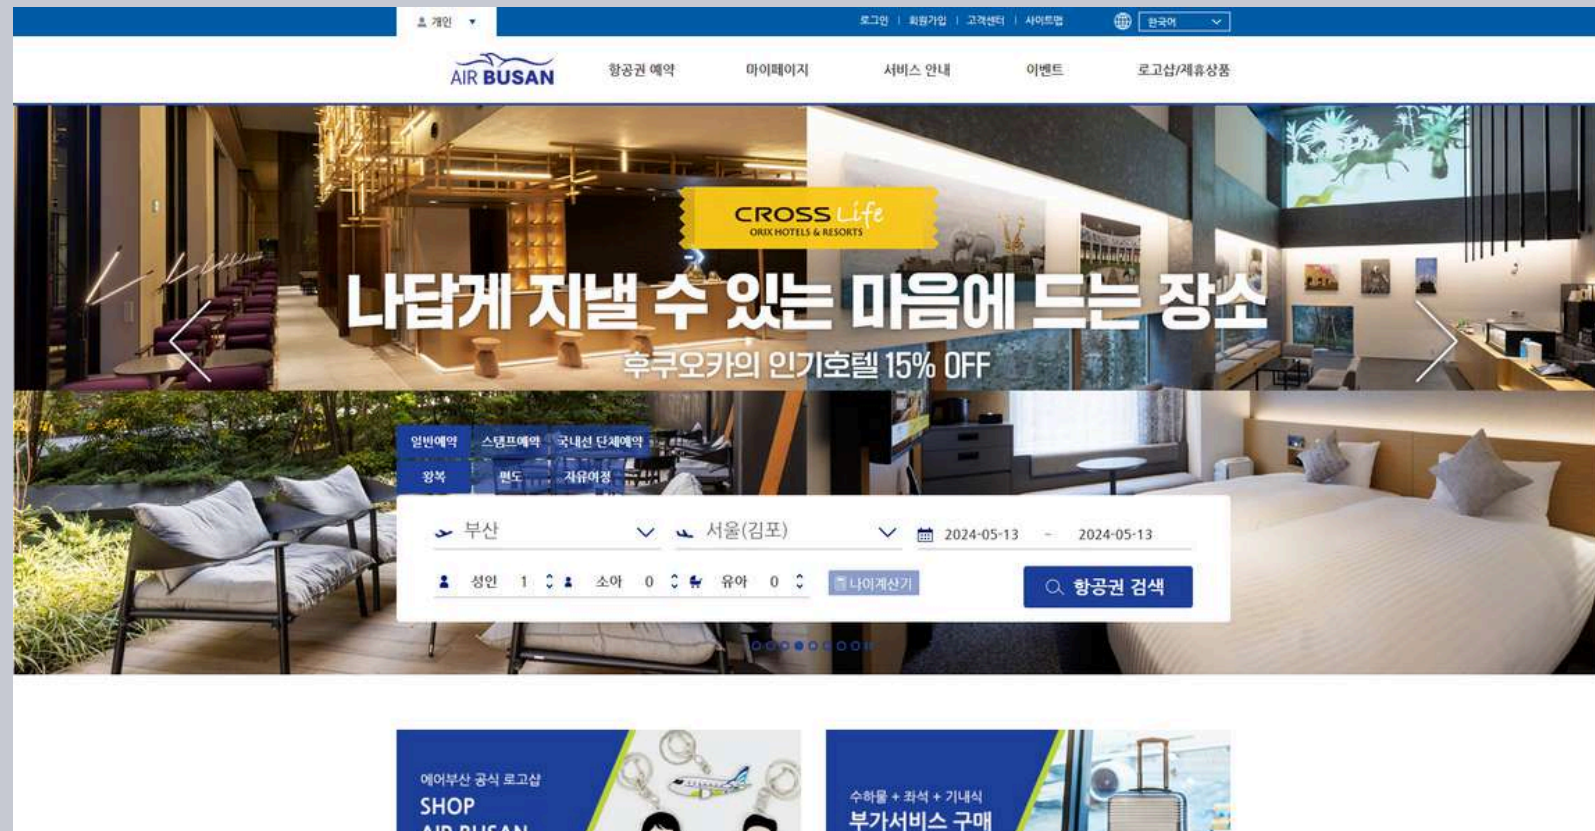 개인
로그인 | 회원가입 | 고객센터 | 사이트맵
한국어
AIR BUSAN
항공권 예약
마이페이지
서비스 안내
이벤트
로고샵/제휴상품
CROSS Life
ORIX HOTELS & RESORTS
나답게 지낼 수 있는 마음에 드는 장소
후쿠오카의 인기호텔 15% OFF
일반예약 스탬프예약 국내선 단체예약
왕복 편도 자유여정
부산 서울(김포) 2024-05-13 - 2024-05-13
성인 1 소아 0 유아 0 나이계산기 항공권 검색
에어부산 공식 로고샵
SHOP
AIR BUSAN
수하물 + 좌석 + 기내식
부가서비스 구매